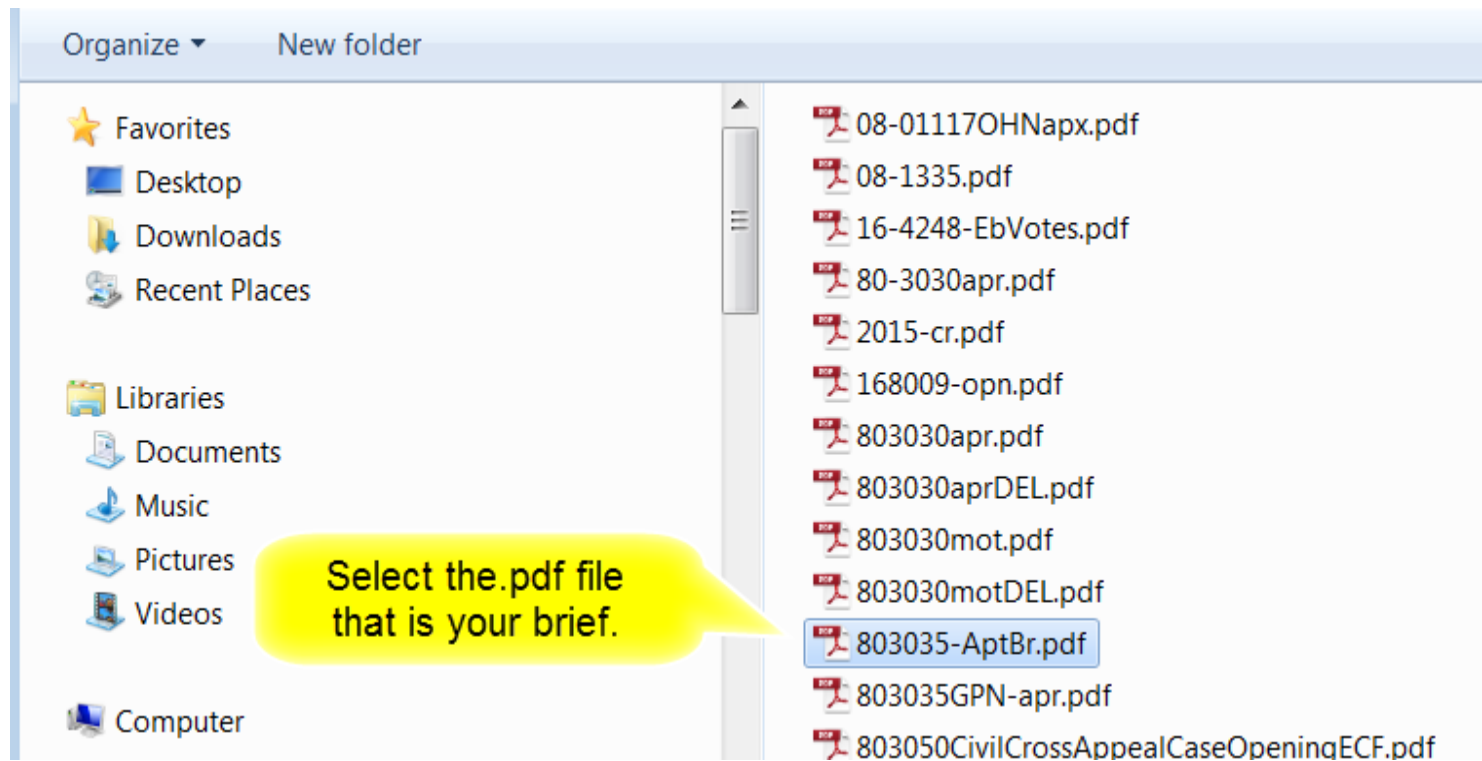 Organize New folder
Favorites
Desktop
Downloads
Recent Places
Libraries
Documents
Music
Pictures
Videos
Computer
Select the.pdf file
that is your brief.
08-01117OHNapx.pdf
08-1335.pdf
16-4248-EbVotes.pdf
80-3030apr.pdf
2015-cr.pdf
168009-opn.pdf
803030apr.pdf
803030aprDEL.pdf
803030mot.pdf
803030motDEL.pdf
803035-AptBr.pdf
803035GPN-apr.pdf
803050CivilCrossAppealCaseOpeningECF.pdf